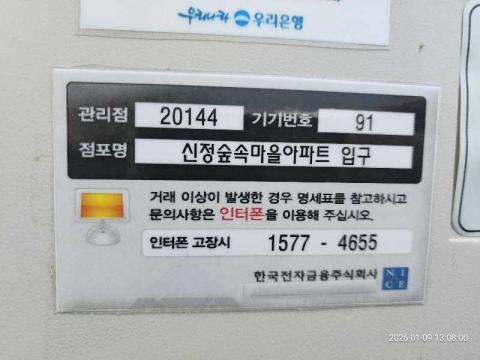 우리나라 우리은행
관리점 20144 기기번호 91
점포명 신정숲속마을아파트 입구
거래 이상이 발생한 경우 명세표를 참고하시고
문의사항은 인터폰을 이용해 주십시오.
인터폰 고장시 1577 - 4655
한국전자금융주식회사 NICE
2026-01-09 13:08:00